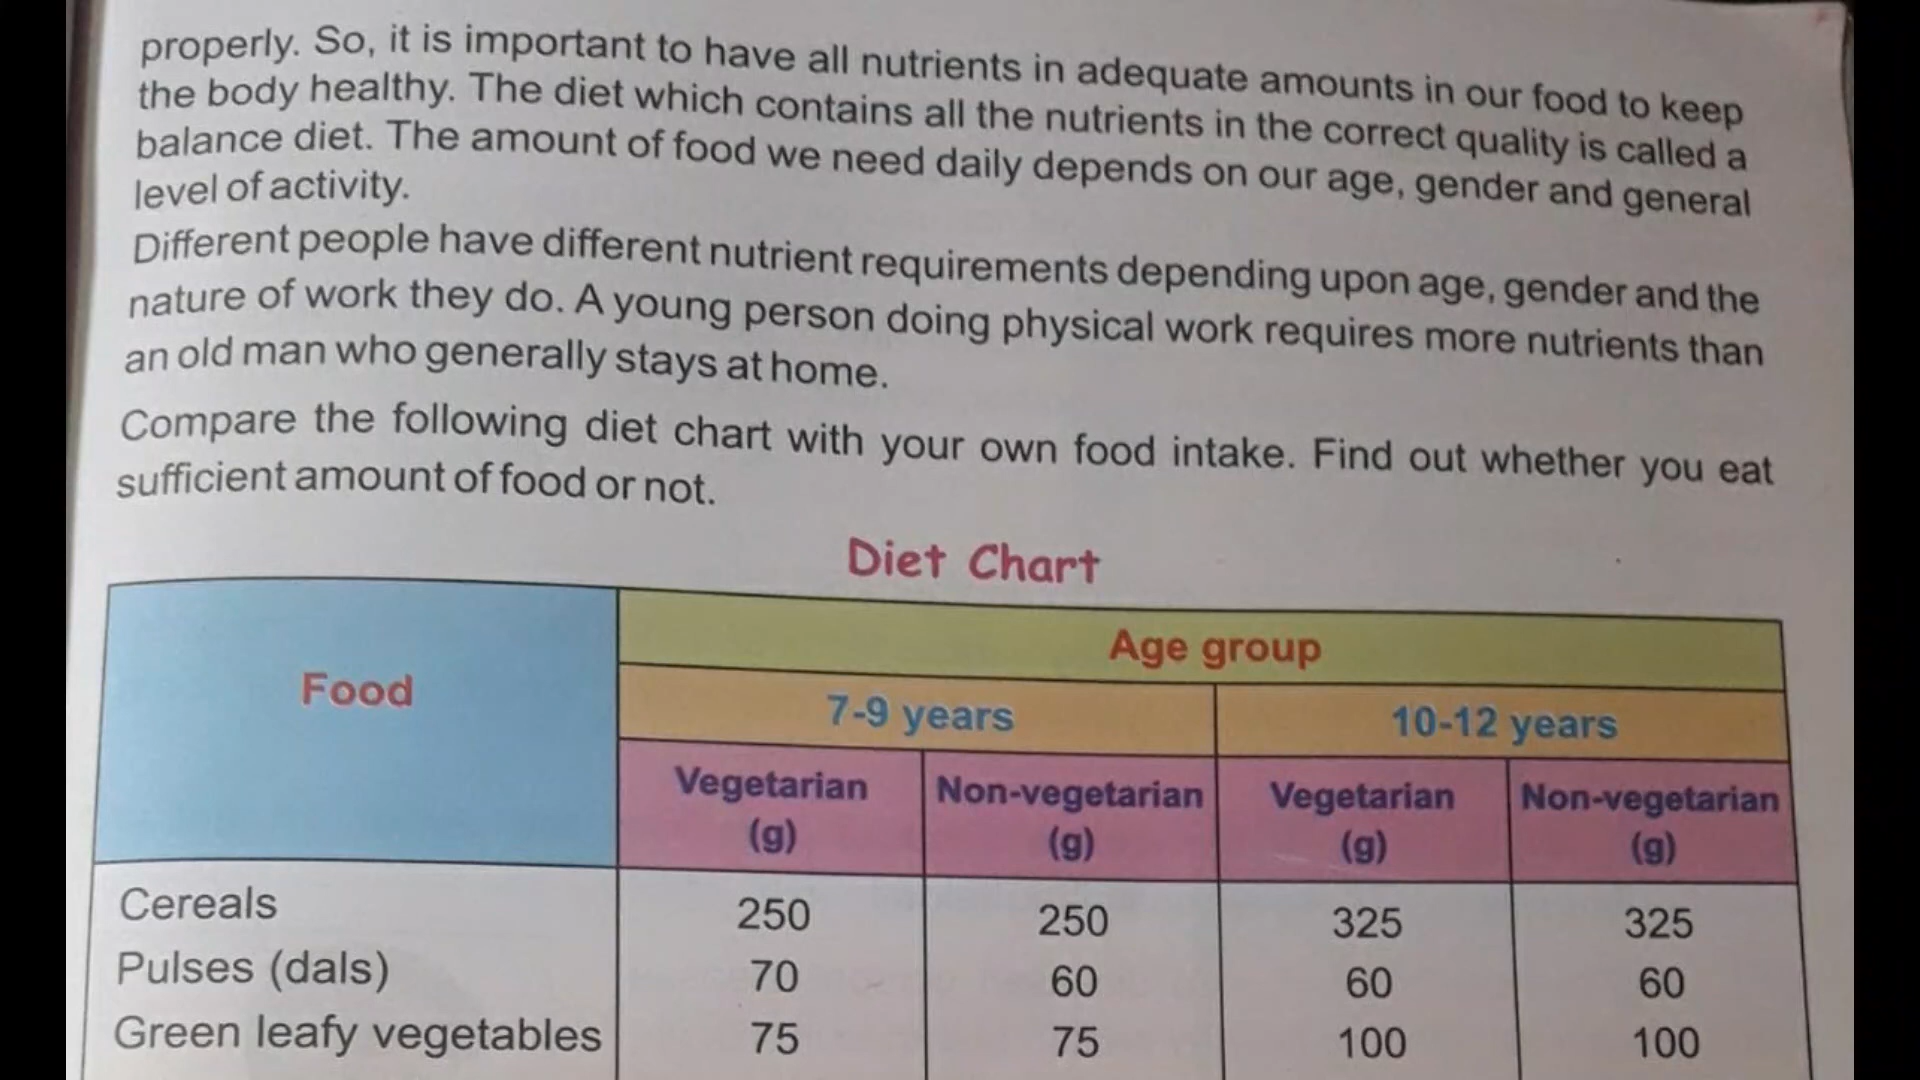 properly. So, it is important to have all nutrients in adequate amounts in our food to keep
the body healthy. The diet which contains all the nutrients in the correct quality is called a
balance diet. The amount of food we need daily depends on our age, gender and general
level of activity.
Different people have different nutrient requirements depending upon age, gender and the
nature of work they do. A young person doing physical work requires more nutrients than
an old man who generally stays at home.
Compare the following diet chart with your own food intake. Find out whether you eat
sufficient amount of food or not.
Diet Chart
Food
Age group
7-9 years 10-12 years
Vegetarian (g) Non-vegetarian (g) Vegetarian (g) Non-vegetarian (g)
Cereals 250 250 325 325
Pulses (dals) 70 60 60 60
Green leafy vegetables 75 75 100 100